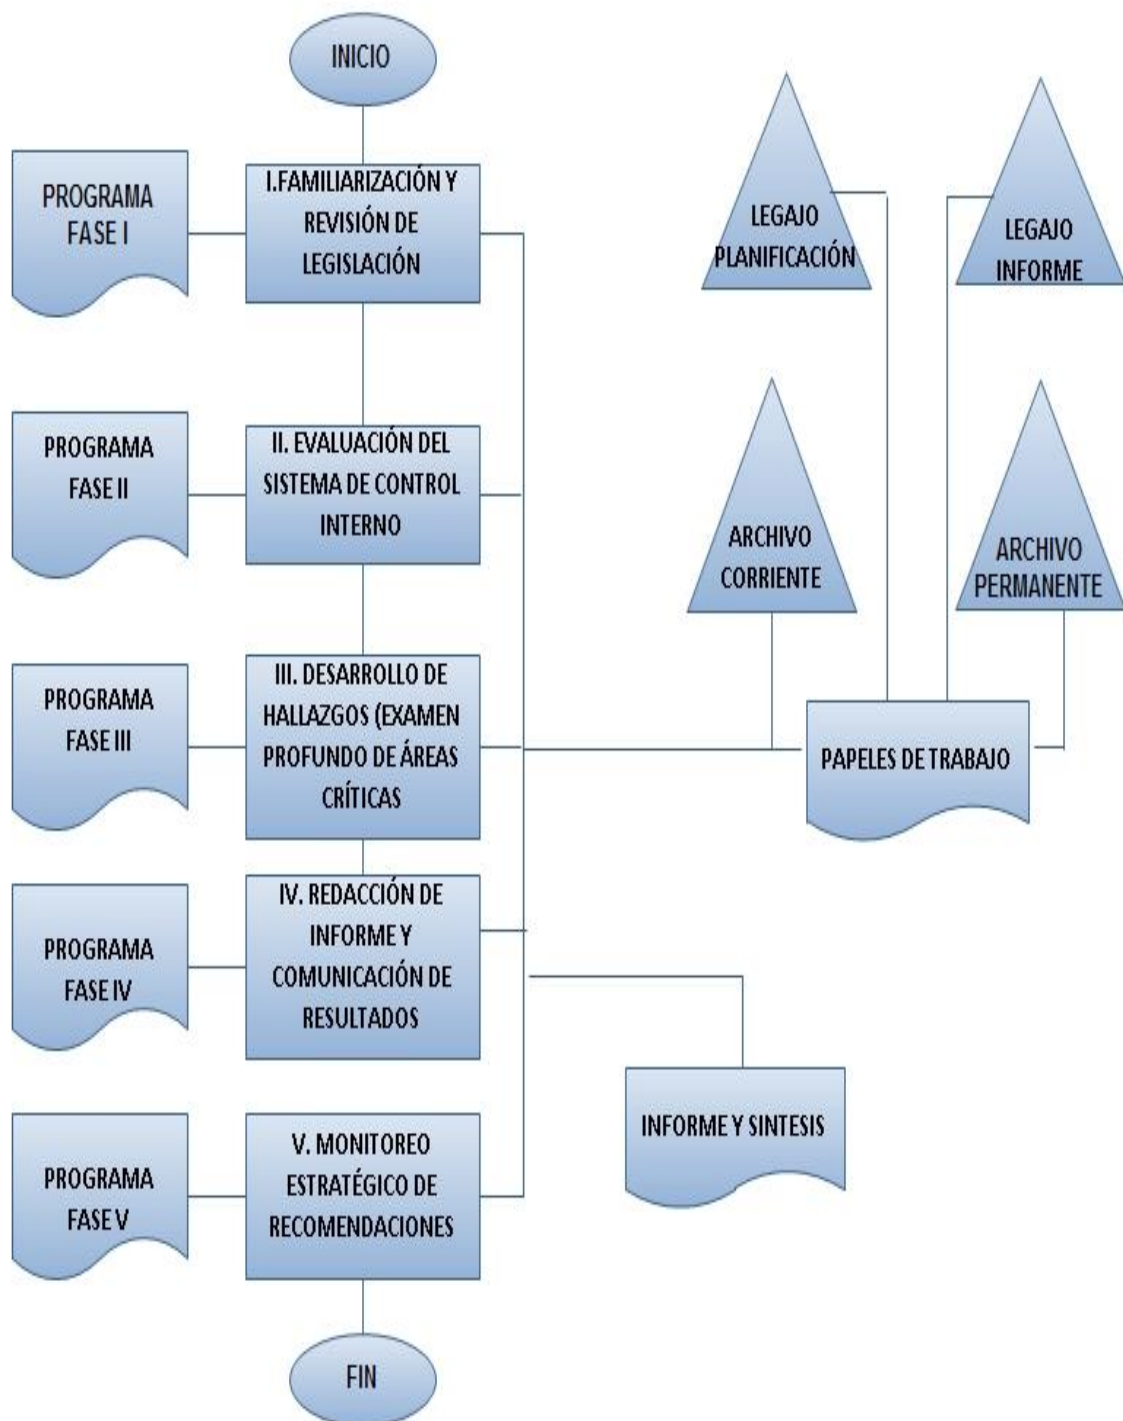 INICIO
PROGRAMA
FASE I
I.FAMILIARIZACIÓN Y
REVISIÓN DE
LEGISLACIÓN
LEGAJO
PLANIFICACIÓN
LEGAJO
INFORME
PROGRAMA
FASE II
II. EVALUACIÓN DEL
SISTEMA DE CONTROL
INTERNO
ARCHIVO
CORRIENTE
ARCHIVO
PERMANENTE
PROGRAMA
FASE III
III. DESARROLLO DE
HALLAZGOS (EXAMEN
PROFUNDO DE ÁREAS
CRÍTICAS
PAPELES DE TRABAJO
PROGRAMA
FASE IV
IV. REDACCIÓN DE
INFORME Y
COMUNICACIÓN DE
RESULTADOS
INFORME Y SINTESIS
PROGRAMA
FASE V
V. MONITOREO
ESTRATÉGICO DE
RECOMENDACIONES
FIN